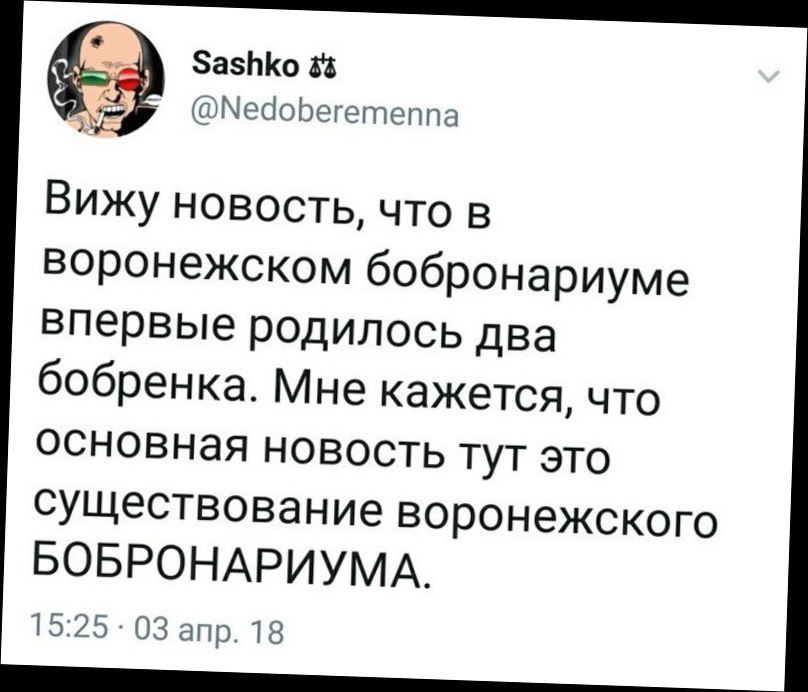 Sashko ⚖
@Nedoberemenna
Вижу новость, что в
воронежском бобронариуме
впервые родилось два
бобренка. Мне кажется, что
основная новость тут это
существование воронежского
БОБРОНАРИУМА.
15:25 · 03 апр. 18